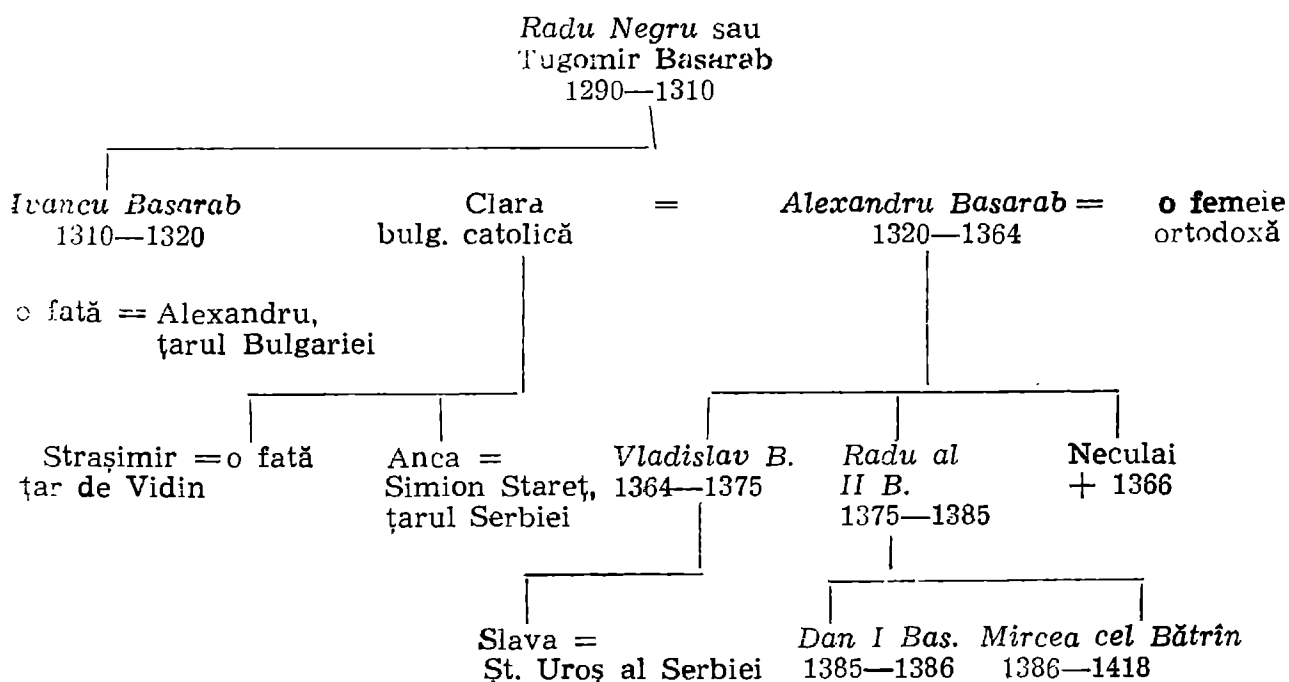 Radu Negru sau
Tugomir Basarab
1290—1310
Ivancu Basarab
1310—1320
Clara
bulg. catolică
=
Alexandru Basarab =
1320—1364
o femeie
ortodoxă
o fată = Alexandru,
țarul Bulgariei
Strașimir = o fată
țar de Vidin
Anca =
Simion Stareț,
țarul Serbiei
Vladislav B.
1364—1375
Radu al
II B.
1375—1385
Neculai
+ 1366
Slava =
Șt. Uroș al Serbiei
Dan I Bas.
1385—1386
Mircea cel Bătrîn
1386—1418